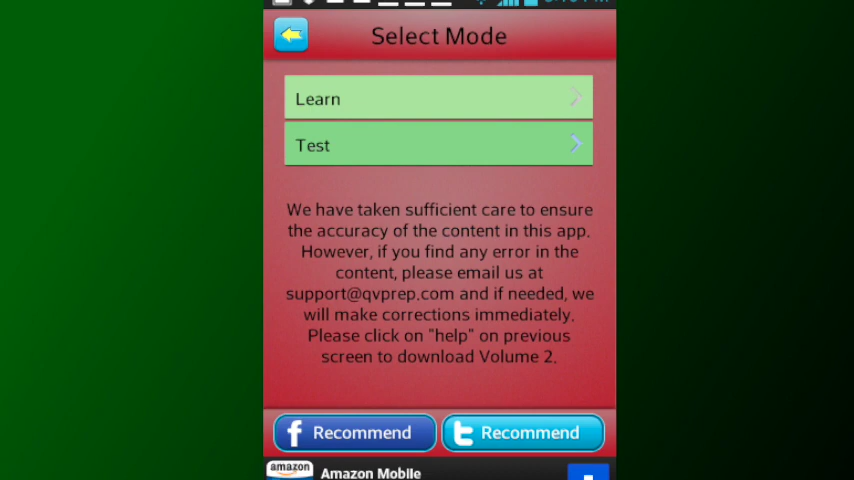 Select Mode
Learn
Test
We have taken sufficient care to ensure
the accuracy of the content in this app.
However, if you find any error in the
content, please email us at
support@qvprep.com and if needed, we
will make corrections immediately.
Please click on "help" on previous
screen to download Volume 2.
f Recommend
t Recommend
amazon
Amazon Mobile